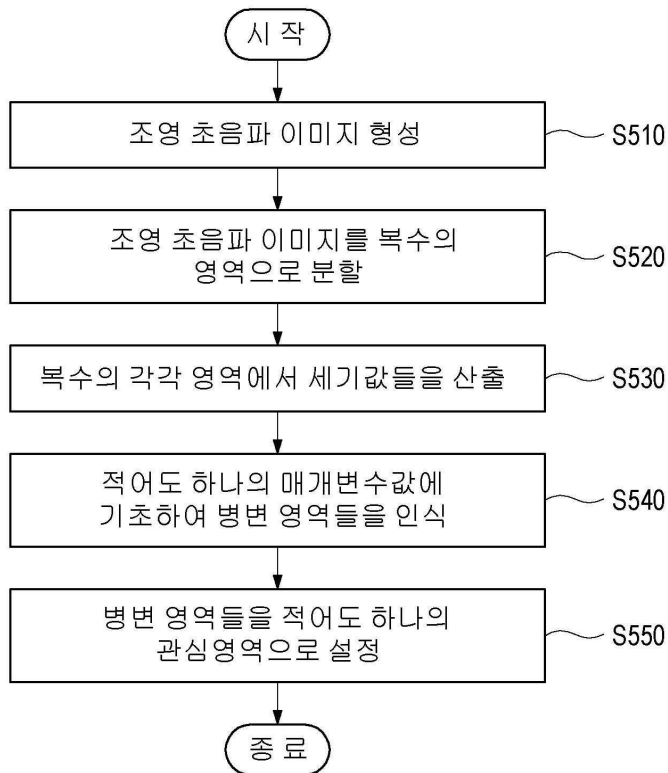 시작
조영 초음파 이미지 형성
S510
조영 초음파 이미지를 복수의
영역으로 분할
S520
복수의 각각 영역에서 세기값들을 산출
S530
적어도 하나의 매개변수값에
기초하여 병변 영역들을 인식
S540
병변 영역들을 적어도 하나의
관심영역으로 설정
S550
종료